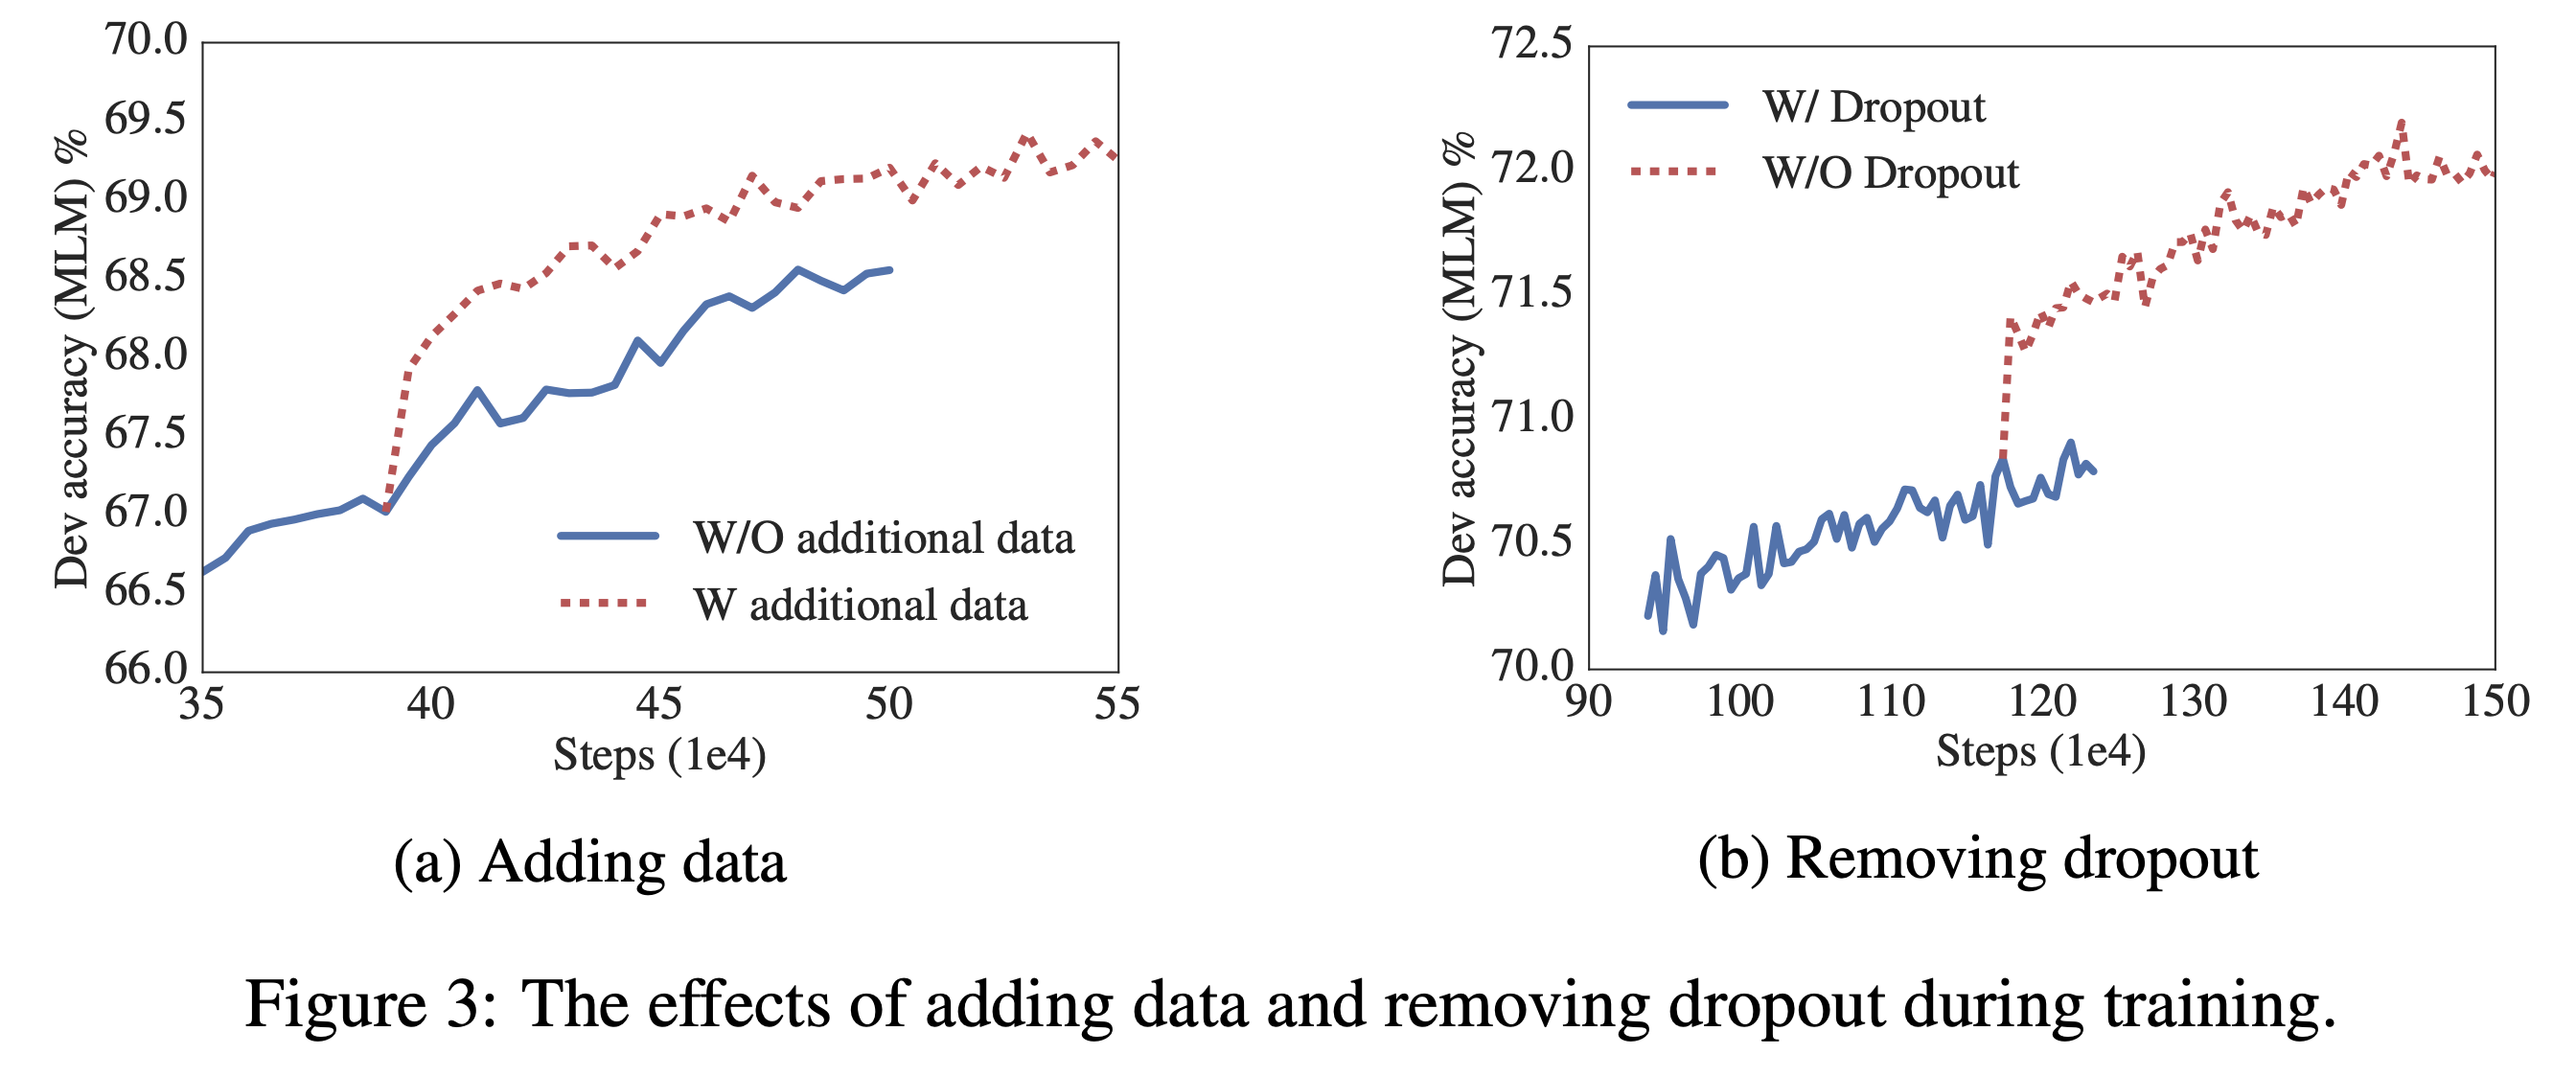 70.0
69.5
69.0
68.5
68.0
67.5
67.0
66.5
66.0
Dev accuracy (MLM) %
W/O additional data
W additional data
35 40 45 50 55
Steps (1e4)
(a) Adding data
72.5
72.0
71.5
71.0
70.5
70.0
Dev accuracy (MLM) %
W/ Dropout
W/O Dropout
90 100 110 120 130 140 150
Steps (1e4)
(b) Removing dropout
Figure 3: The effects of adding data and removing dropout during training.